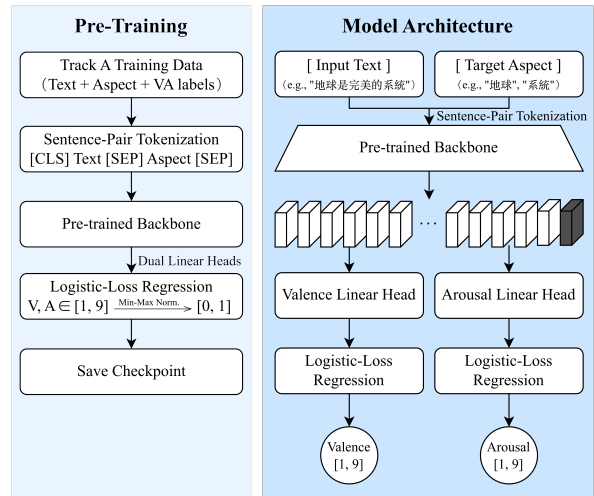 Pre-Training
Track A Training Data
(Text + Aspect + VA labels)
Sentence-Pair Tokenization
[CLS] Text [SEP] Aspect [SEP]
Pre-trained Backbone
Dual Linear Heads
Logistic-Loss Regression
V, A ∈ [1, 9] Min-Max Norm. [0, 1]
Save Checkpoint
Model Architecture
[ Input Text ]
(e.g., "地球是完美的系統")
[ Target Aspect ]
(e.g., "地球", "系統")
Sentence-Pair Tokenization
Pre-trained Backbone
...
Valence Linear Head
Arousal Linear Head
Logistic-Loss
Regression
Logistic-Loss
Regression
Valence
[1, 9]
Arousal
[1, 9]